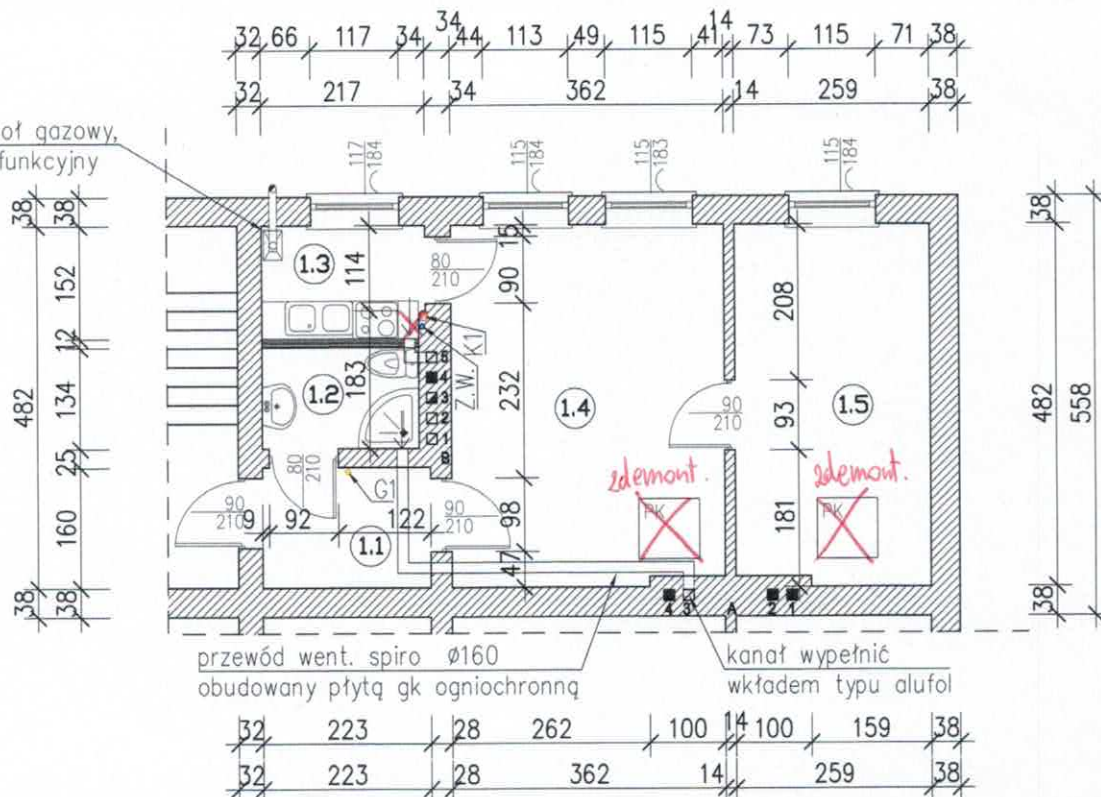 34 14
32 66 117 34 44 113 49 115 41 73 115 71 38
32 217 34 362 14 259 38
oł gazowy,
funkcyjny
117
184
115
184
115
183
115
184
38 38
482 152
12
134
25
160
38 38
1.3
114
80
210
15
90
208
38
482
558
38
K1
Z.W.
183
1.2
5
4
3
2
1
B
232
1.4
90
210
93
1.5
80
210
G1
90
210
9 92 122
90
210
1.1
98
47
zdemont.
PK
zdemont.
PK
181
4 3 A 2 1
przewód went. spiro Ø160
obudowany płytą gk ogniochronną
kanał wypełnić
wkładem typu alufol
32 223 28 262 100 14 100 159 38
32 223 28 362 14 259 38